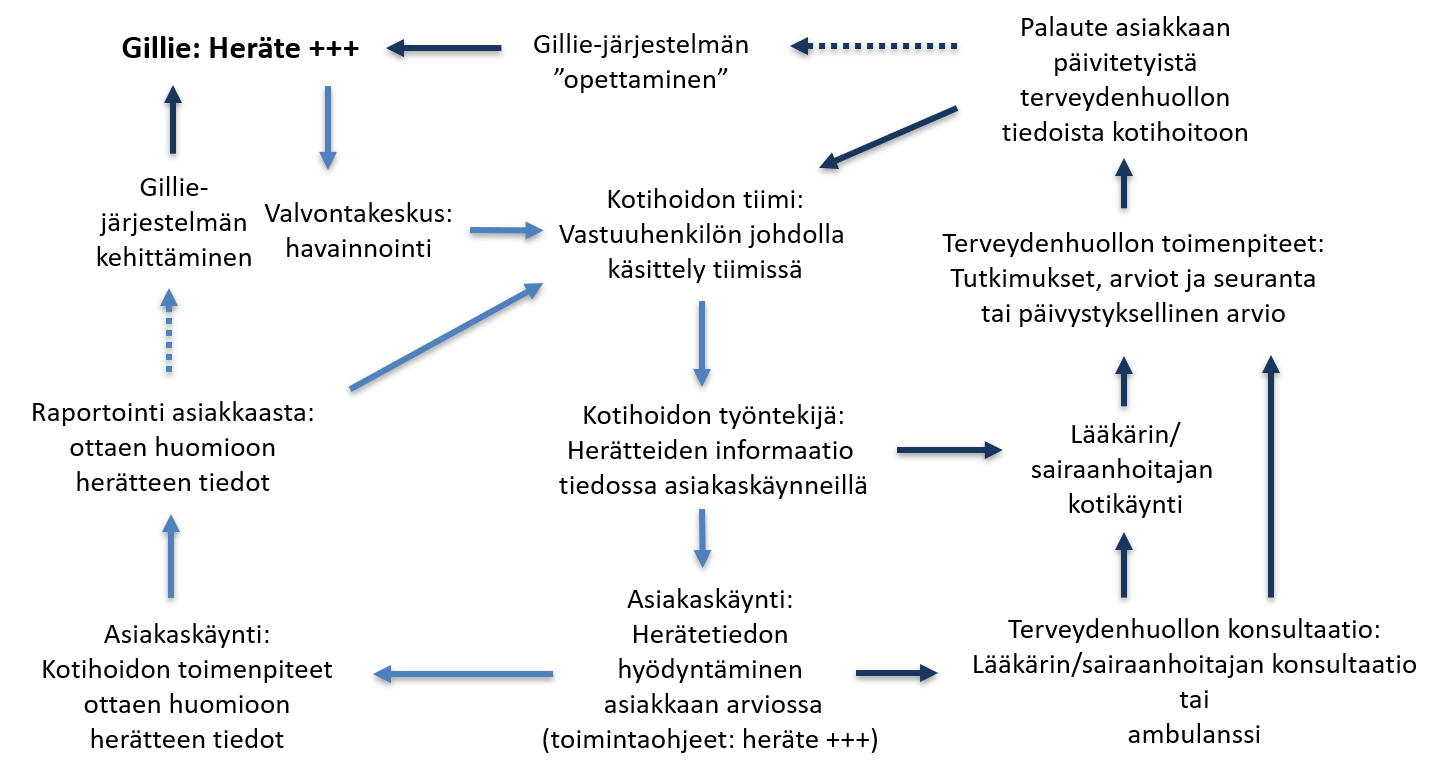 Gillie: Heräte +++
Gillie-järjestelmän
”opettaminen”
Palaute asiakkaan
päivitetyistä
terveydenhuollon
tiedoista kotihoitoon
Gillie-
järjestelmän
kehittäminen
Valvontakeskus:
havainnointi
Kotihoidon tiimi:
Vastuuhenkilön johdolla
käsittely tiimissä
Terveydenhuollon toimenpiteet:
Tutkimukset, arviot ja seuranta
tai päivystyksellinen arvio
Raportointi asiakkaasta:
ottaen huomioon
herätteen tiedot
Kotihoidon työntekijä:
Herätteiden informaatio
tiedossa asiakaskäynneillä
Lääkärin/
sairaanhoitajan
kotikäynti
Asiakaskäynti:
Kotihoidon toimenpiteet
ottaen huomioon
herätteen tiedot
Asiakaskäynti:
Herätetiedon
hyödyntäminen
asiakkaan arviossa
(toimintaohjeet: heräte +++)
Terveydenhuollon konsultaatio:
Lääkärin/sairaanhoitajan konsultaatio
tai
ambulanssi